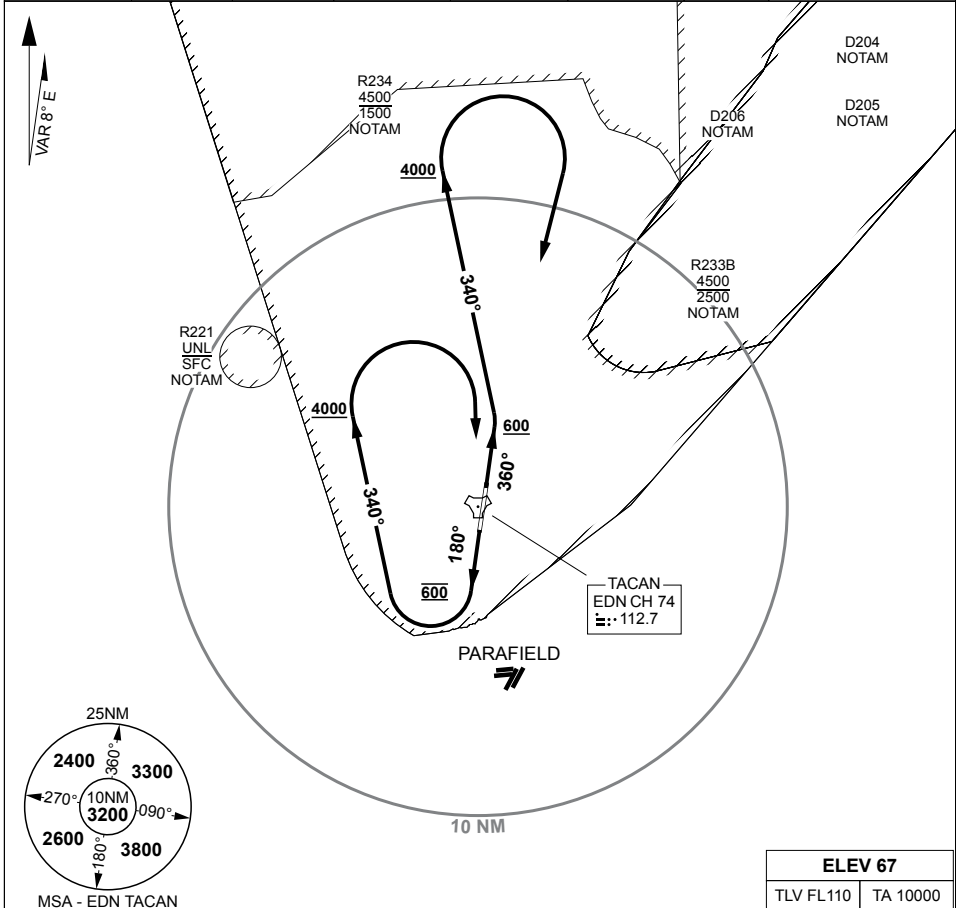 VAR 8° E
R234
4500
1500
NOTAM
D204
NOTAM
D205
NOTAM
D206
NOTAM
4000
340°
R233B
4500
2500
NOTAM
R221
UNL
SFC
NOTAM
4000
600
360°
340°
180°
600
TACAN
EDN CH 74
112.7
PARAFIELD
10 NM
25NM
2400
360°
3300
270°
10NM
3200
090°
2600
180°
3800
MSA - EDN TACAN
ELEV 67
TLV FL110 TA 10000